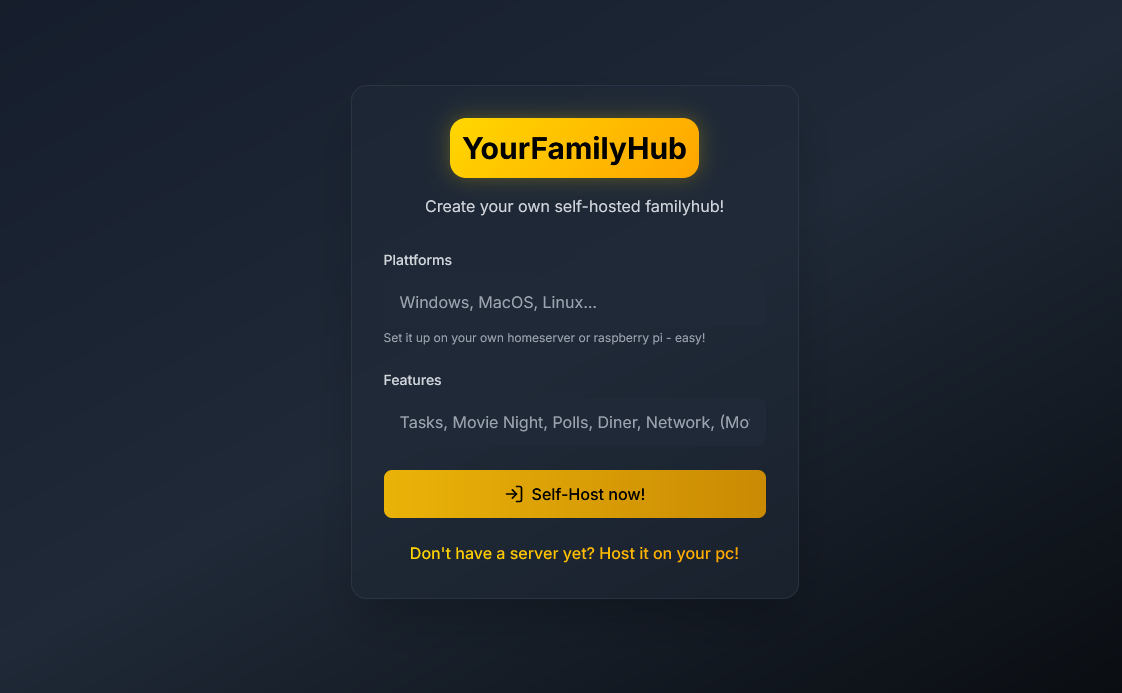 YourFamilyHub
Create your own self-hosted familyhub!
Plattforms
Windows, MacOS, Linux...
Set it up on your own homeserver or raspberry pi - easy!
Features
Tasks, Movie Night, Polls, Diner, Network, (Mo
Self-Host now!
Don't have a server yet? Host it on your pc!